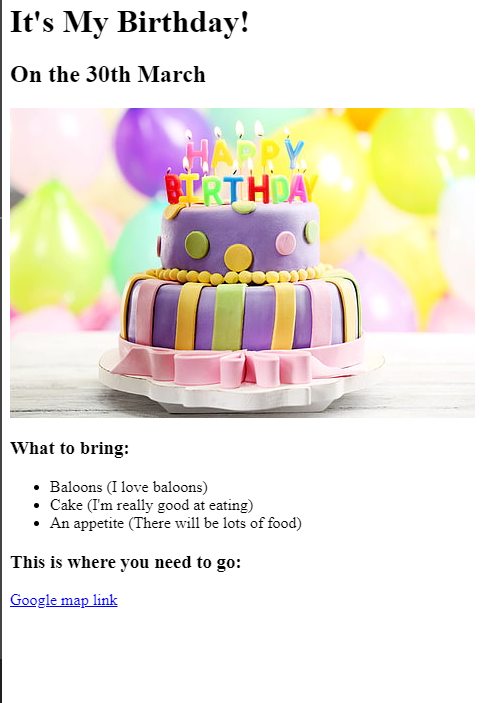 It's My Birthday!
On the 30th March
HAPPY
BIRTHDAY
What to bring:
Baloons (I love baloons)
Cake (I'm really good at eating)
An appetite (There will be lots of food)
This is where you need to go:
Google map link